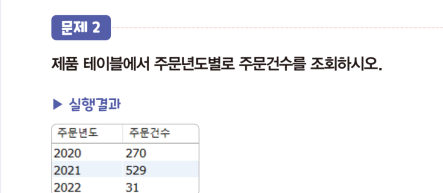 문제 2
제품 테이블에서 주문년도별로 주문건수를 조회하시오.
▶ 실행결과
주문년도 주문건수
2020 270
2021 529
2022 31